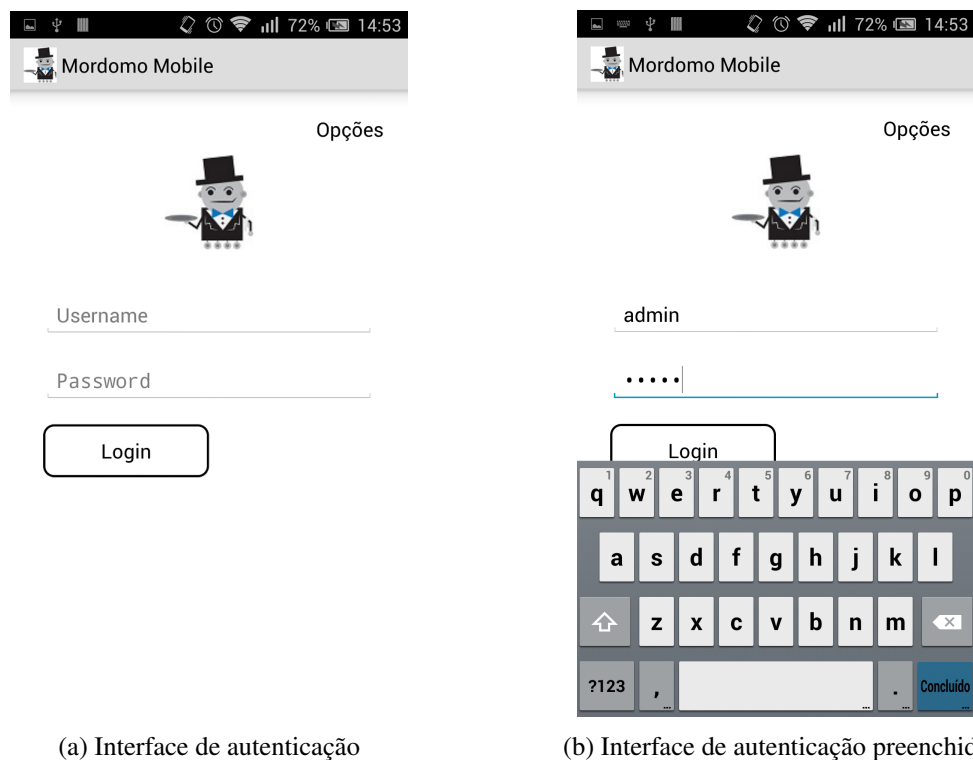 72% 14:53
Mordomo Mobile
Opções
Username
Password
Login
(a) Interface de autenticação
72% 14:53
Mordomo Mobile
Opções
admin
•••••
Login
1 2 3 4 5 6 7 8 9 0
q w e r t y u i o p
a s d f g h j k l
z x c v b n m
?123 , . Concluído
(b) Interface de autenticação preenchid